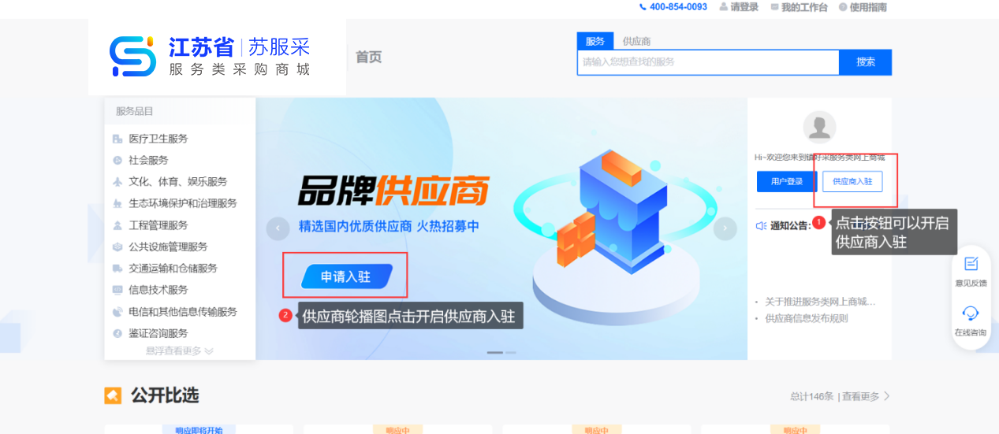 400-854-0093 请登录 我的工作台 使用指南
江苏省 苏服采
服务类采购商城
首页
服务 供应商
请输入您想查找的服务 搜索
服务品目
医疗卫生服务
社会服务
文化、体育、娱乐服务
生态环境保护和治理服务
工程管理服务
公共设施管理服务
交通运输和仓储服务
信息技术服务
电信和其他信息传输服务
鉴证咨询服务
悬浮查看更多
品牌供应商
精选国内优质供应商 火热招募中
申请入驻
2 供应商轮播图点击开启供应商入驻
Hi~欢迎您来到镇好采服务类网上商城
用户登录 供应商入驻
通知公告:
1 点击按钮可以开启
供应商入驻
• 关于推进服务类网上商城...
• 供应商信息发布规则
意见反馈
在线咨询
公开比选
总计146条 | 查看更多
响应即将开始 响应中 响应中 响应中